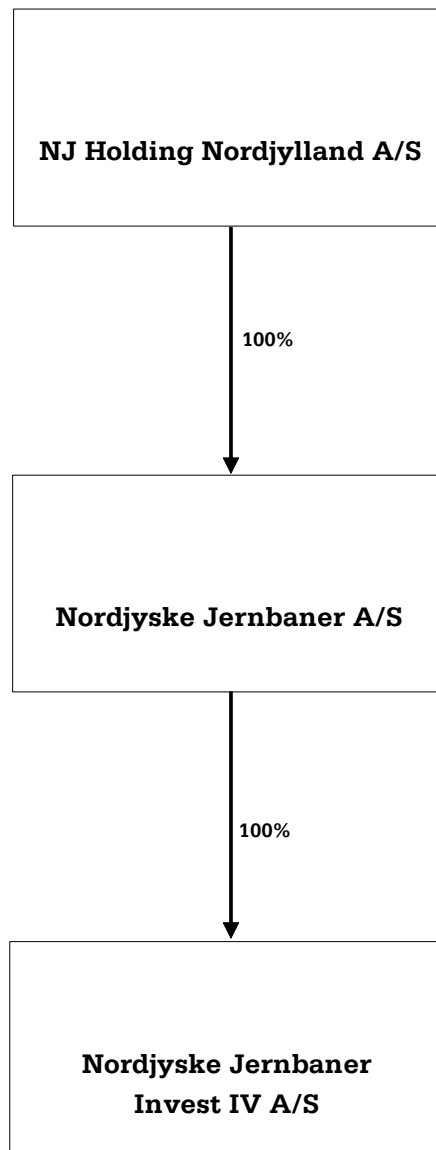 NJ Holding Nordjylland A/S
100%
Nordjyske Jernbaner A/S
100%
Nordjyske Jernbaner
Invest IV A/S